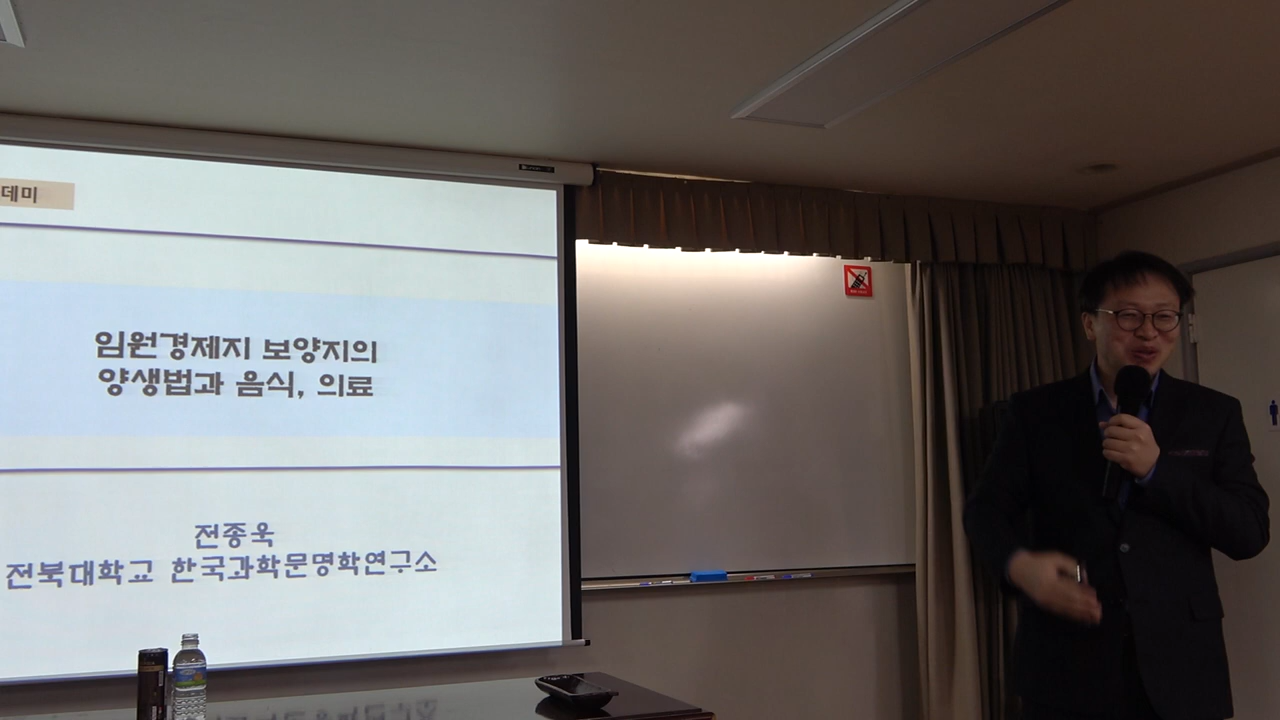 데미
임원경제지 보양지의
양생법과 음식, 의료
전종욱
전북대학교 한국과학문명학연구소